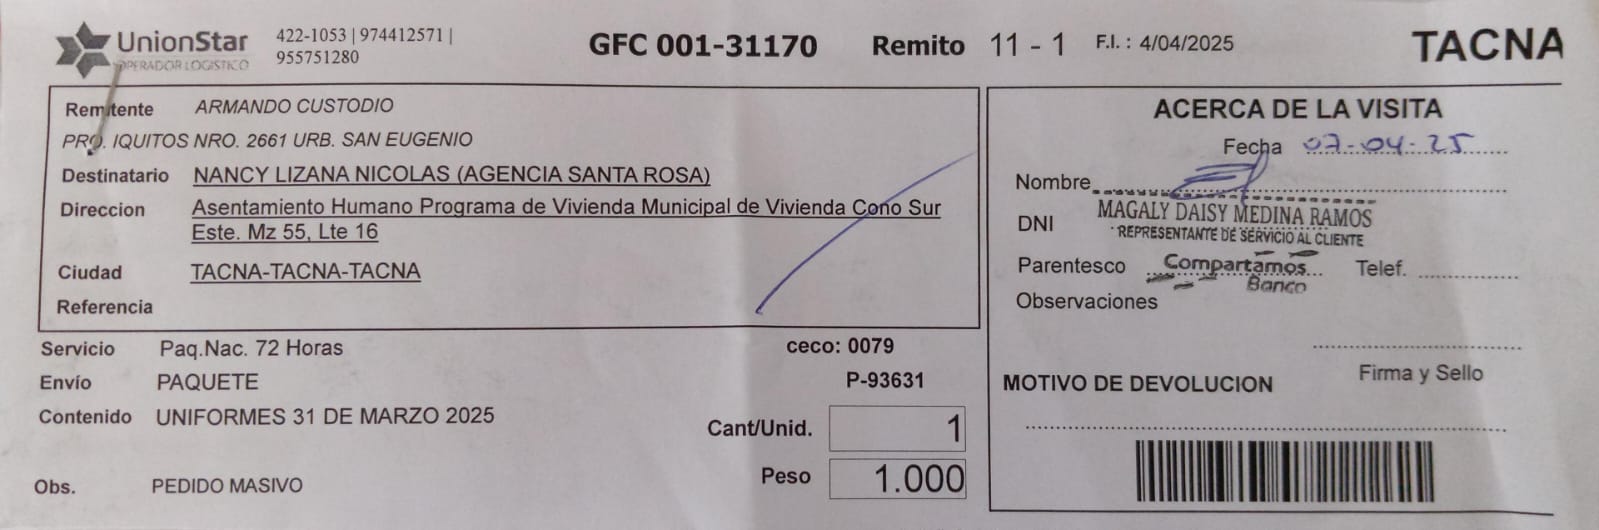 UnionStar
OPERADOR LOGISTICO
422-1053 | 974412571 |
955751280
GFC 001-31170
Remito 11 - 1
F.I. : 4/04/2025
TACNA
Remitente ARMANDO CUSTODIO
PRO. IQUITOS NRO. 2661 URB. SAN EUGENIO
Destinatario NANCY LIZANA NICOLAS (AGENCIA SANTA ROSA)
Direccion Asentamiento Humano Programa de Vivienda Municipal de Vivienda Cono Sur
Este. Mz 55, Lte 16
Ciudad TACNA-TACNA-TACNA
Referencia
Servicio Paq.Nac. 72 Horas
ceco: 0079
Envío PAQUETE
P-93631
Contenido UNIFORMES 31 DE MARZO 2025
Cant/Unid. 1
Peso 1.000
Obs. PEDIDO MASIVO
ACERCA DE LA VISITA
Fecha 07-04-25
Nombre
MAGALY DAISY MEDINA RAMOS
DNI
REPRESENTANTE DE SERVICIO AL CLIENTE
Parentesco Compartamos Telef.
Banco
Observaciones
Firma y Sello
MOTIVO DE DEVOLUCION